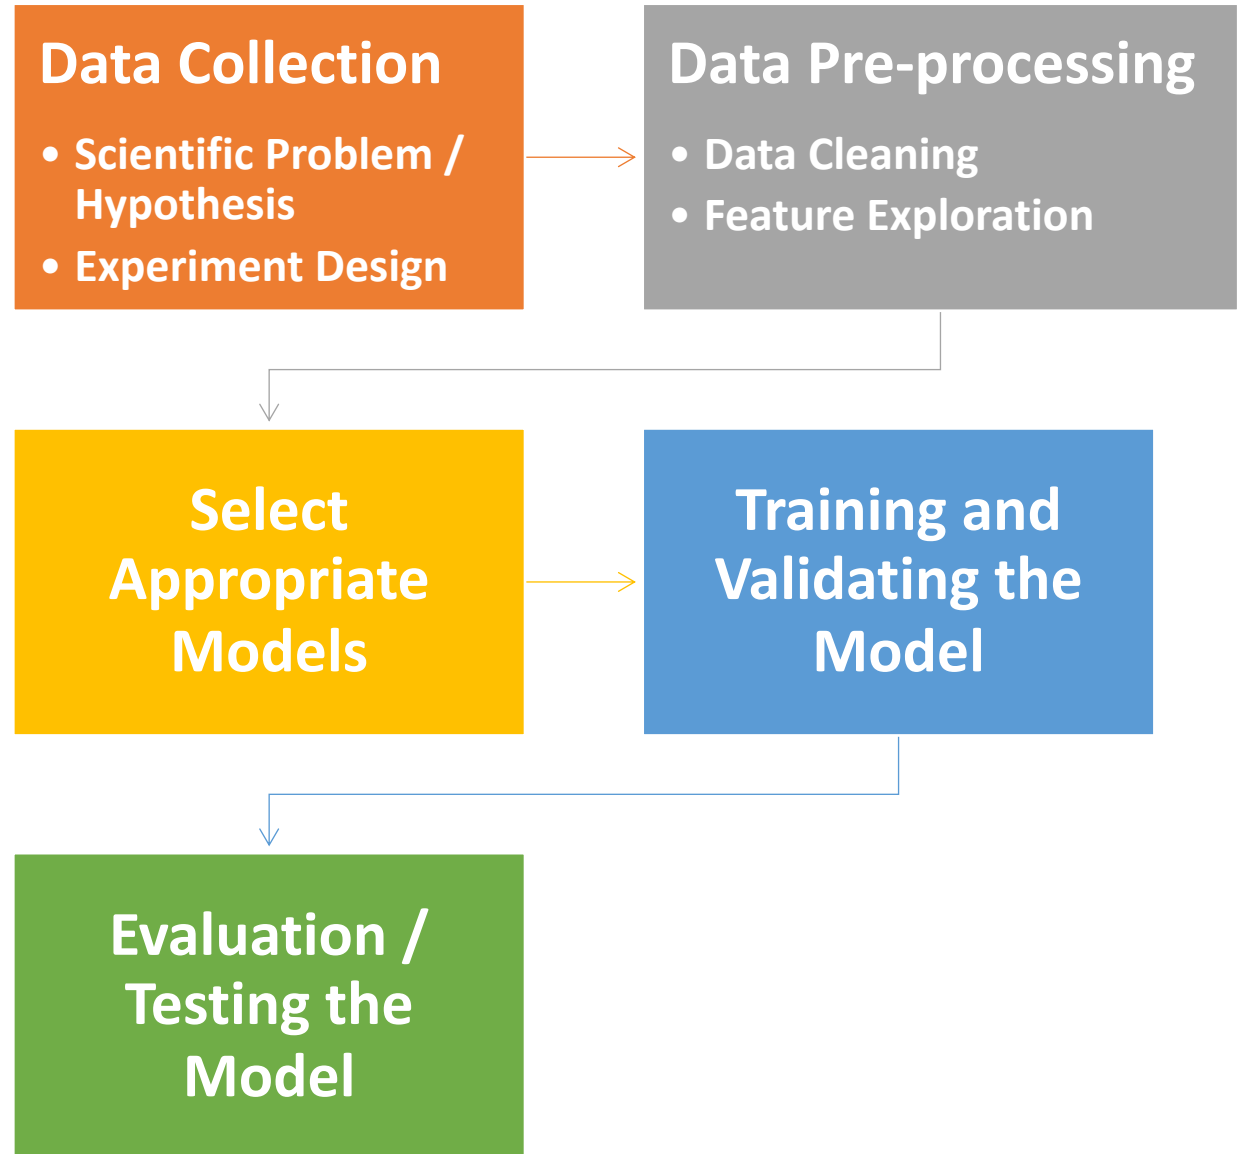 Data Collection
• Scientific Problem /
Hypothesis
• Experiment Design
Data Pre-processing
• Data Cleaning
• Feature Exploration
Select
Appropriate
Models
Training and
Validating the
Model
Evaluation /
Testing the
Model